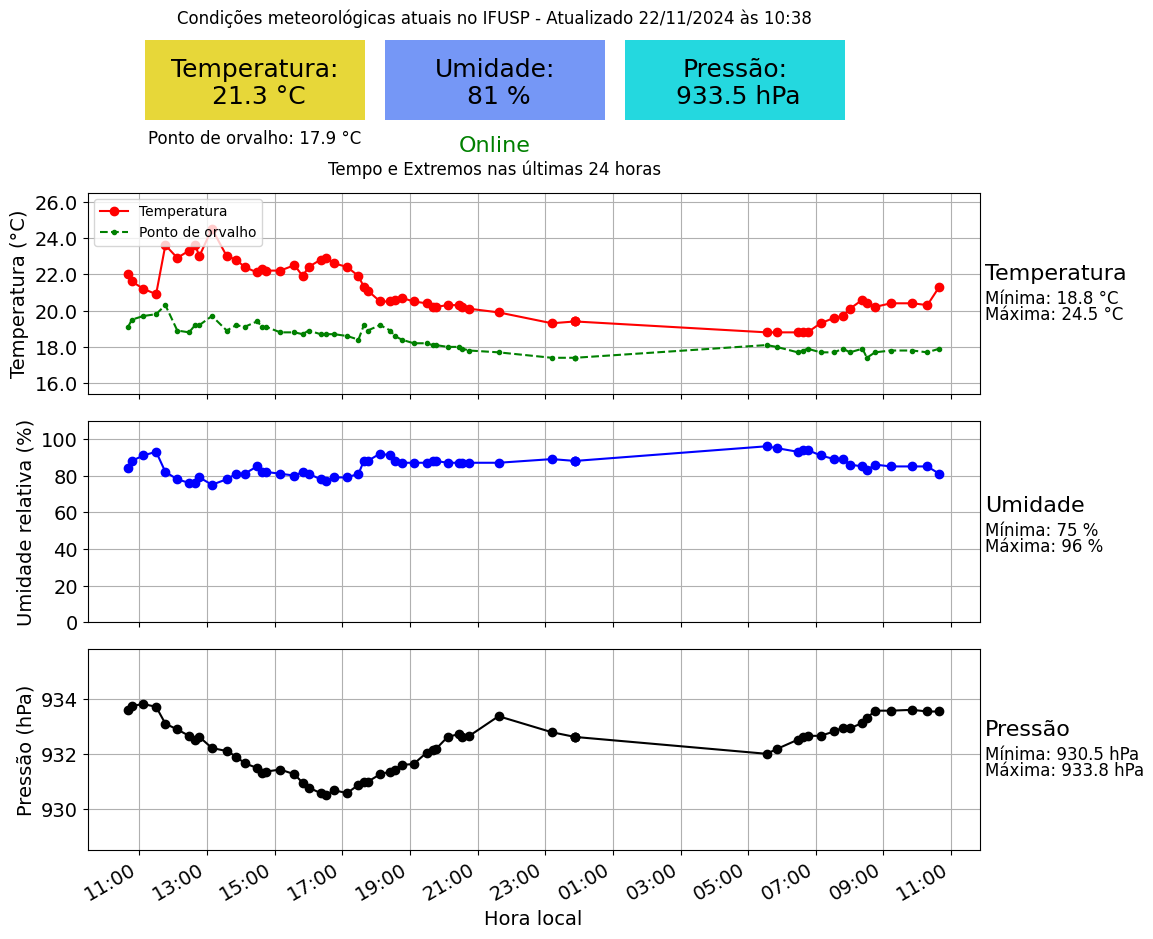 Condições meteorológicas atuais no IFUSP - Atualizado 22/11/2024 às 10:38
Temperatura:
21.3 °C
Umidade:
81 %
Pressão:
933.5 hPa
Ponto de orvalho: 17.9 °C
Online
Tempo e Extremos nas últimas 24 horas
Temperatura (°C)
26.0
24.0
22.0
20.0
18.0
16.0
Temperatura
Ponto de orvalho
Temperatura
Mínima: 18.8 °C
Máxima: 24.5 °C
Umidade relativa (%)
100
80
60
40
20
0
Umidade
Mínima: 75 %
Máxima: 96 %
Pressão (hPa)
934
932
930
Pressão
Mínima: 930.5 hPa
Máxima: 933.8 hPa
11:00 13:00 15:00 17:00 19:00 21:00 23:00 01:00 03:00 05:00 07:00 09:00 11:00
Hora local